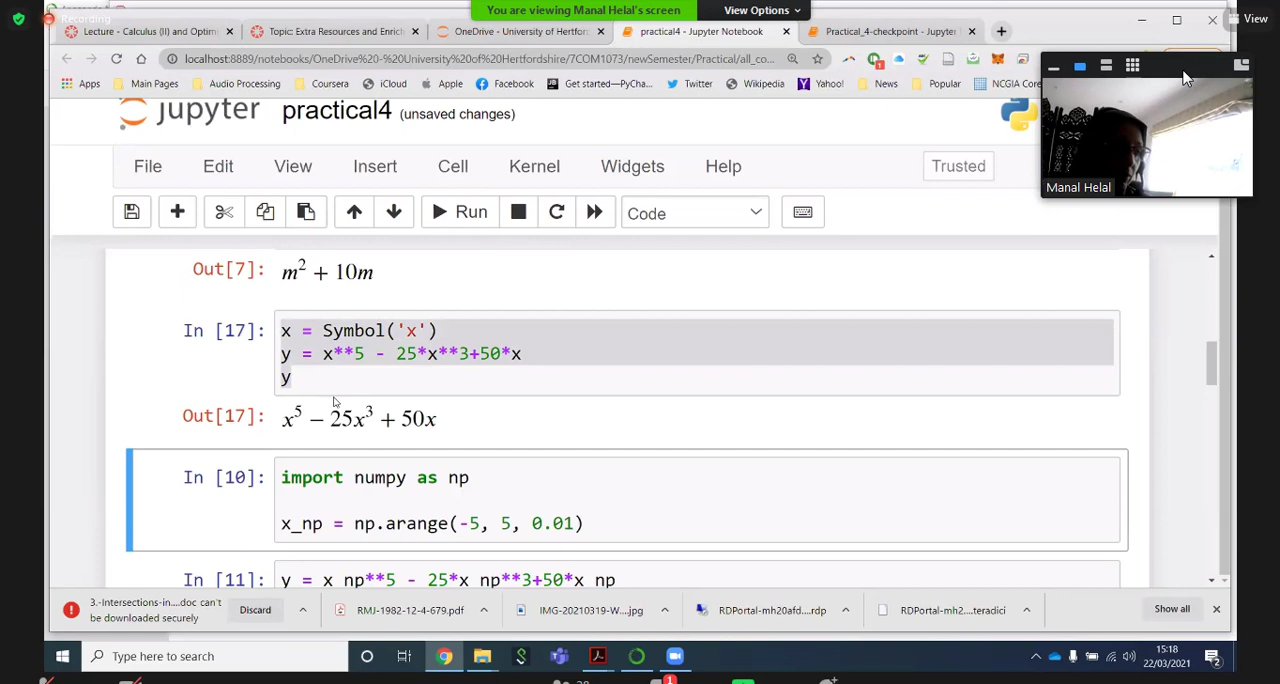 You are viewing Manal Helal's screen
View Options
Recording
View
Lecture - Calculus (II) and Optim
Topic: Extra Resources and Enrich
OneDrive - University of Hertfor
practical4 - Jupyter Notebook
Practical_4-checkpoint - Jupyter
localhost:8889/notebooks/OneDrive%20-%20University%20of%20Hertfordshire/7COM1073/newSemester/Practical/all_co...
Apps
Main Pages
Audio Processing
Coursera
iCloud
Apple
Facebook
Get started—PyCha...
Twitter
Wikipedia
Yahoo!
News
Popular
NCGIA Core
jupyter
practical4 (unsaved changes)
Manal Helal
File
Edit
View
Insert
Cell
Kernel
Widgets
Help
Trusted
Run
Code
Out[7]: m² + 10m
In [17]: x = Symbol('x')
y = x**5 - 25*x**3+50*x
y
Out[17]: x⁵ − 25x³ + 50x
In [10]: import numpy as np
x_np = np.arange(-5, 5, 0.01)
In [11]: y = x_np**5 - 25*x_np**3+50*x_np
3.-Intersections-in....doc can't
be downloaded securely
Discard
RMJ-1982-12-4-679.pdf
IMG-20210319-W....jpg
RDPortal-mh20afd....rdp
RDPortal-mh2....teradici
Show all
Type here to search
15:18
22/03/2021
2
1